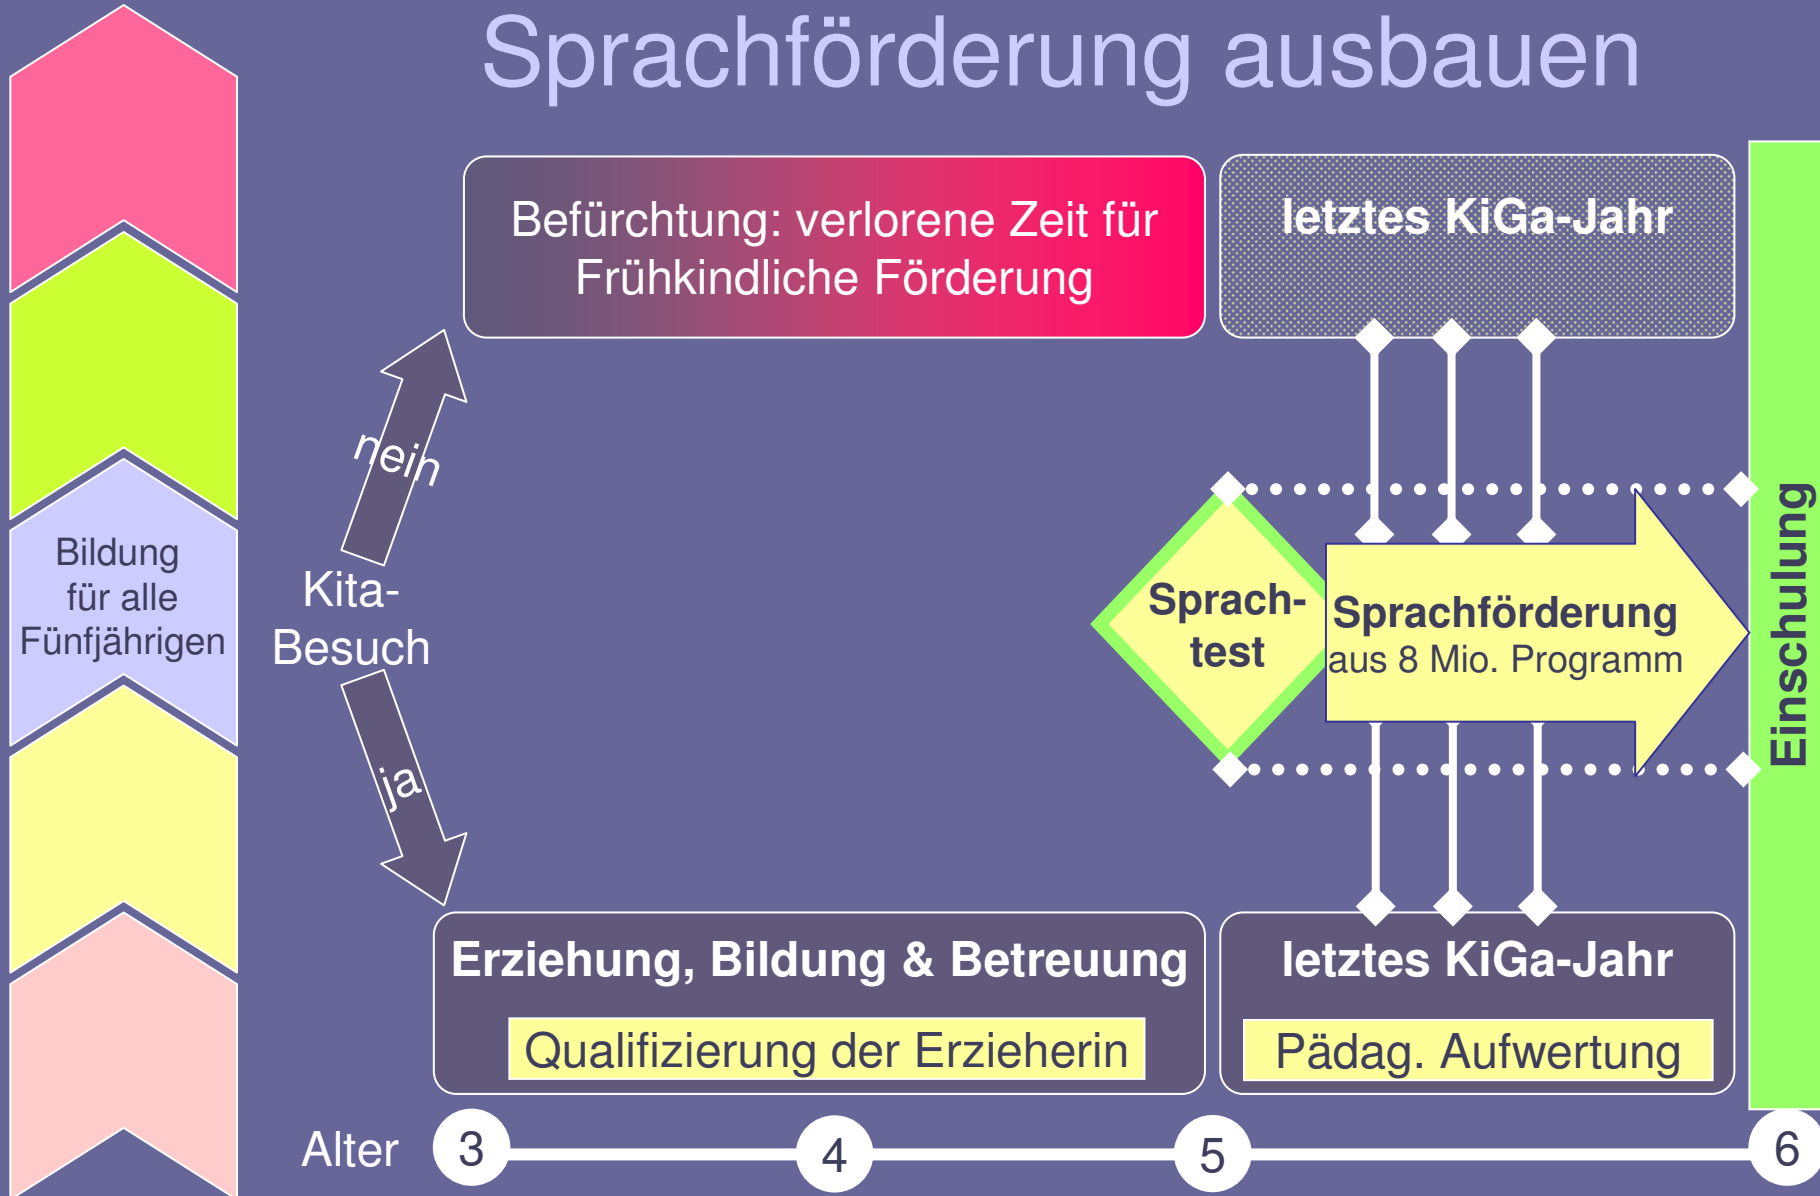 Sprachförderung ausbauen
Befürchtung: verlorene Zeit für
Frühkindliche Förderung
letztes KiGa-Jahr
nein
Bildung
für alle
Fünfjährigen
Kita-
Besuch
ja
Sprach-
test
Sprachförderung
aus 8 Mio. Programm
Einschulung
Erziehung, Bildung & Betreuung
Qualifizierung der Erzieherin
letztes KiGa-Jahr
Pädag. Aufwertung
Alter 3 4 5 6